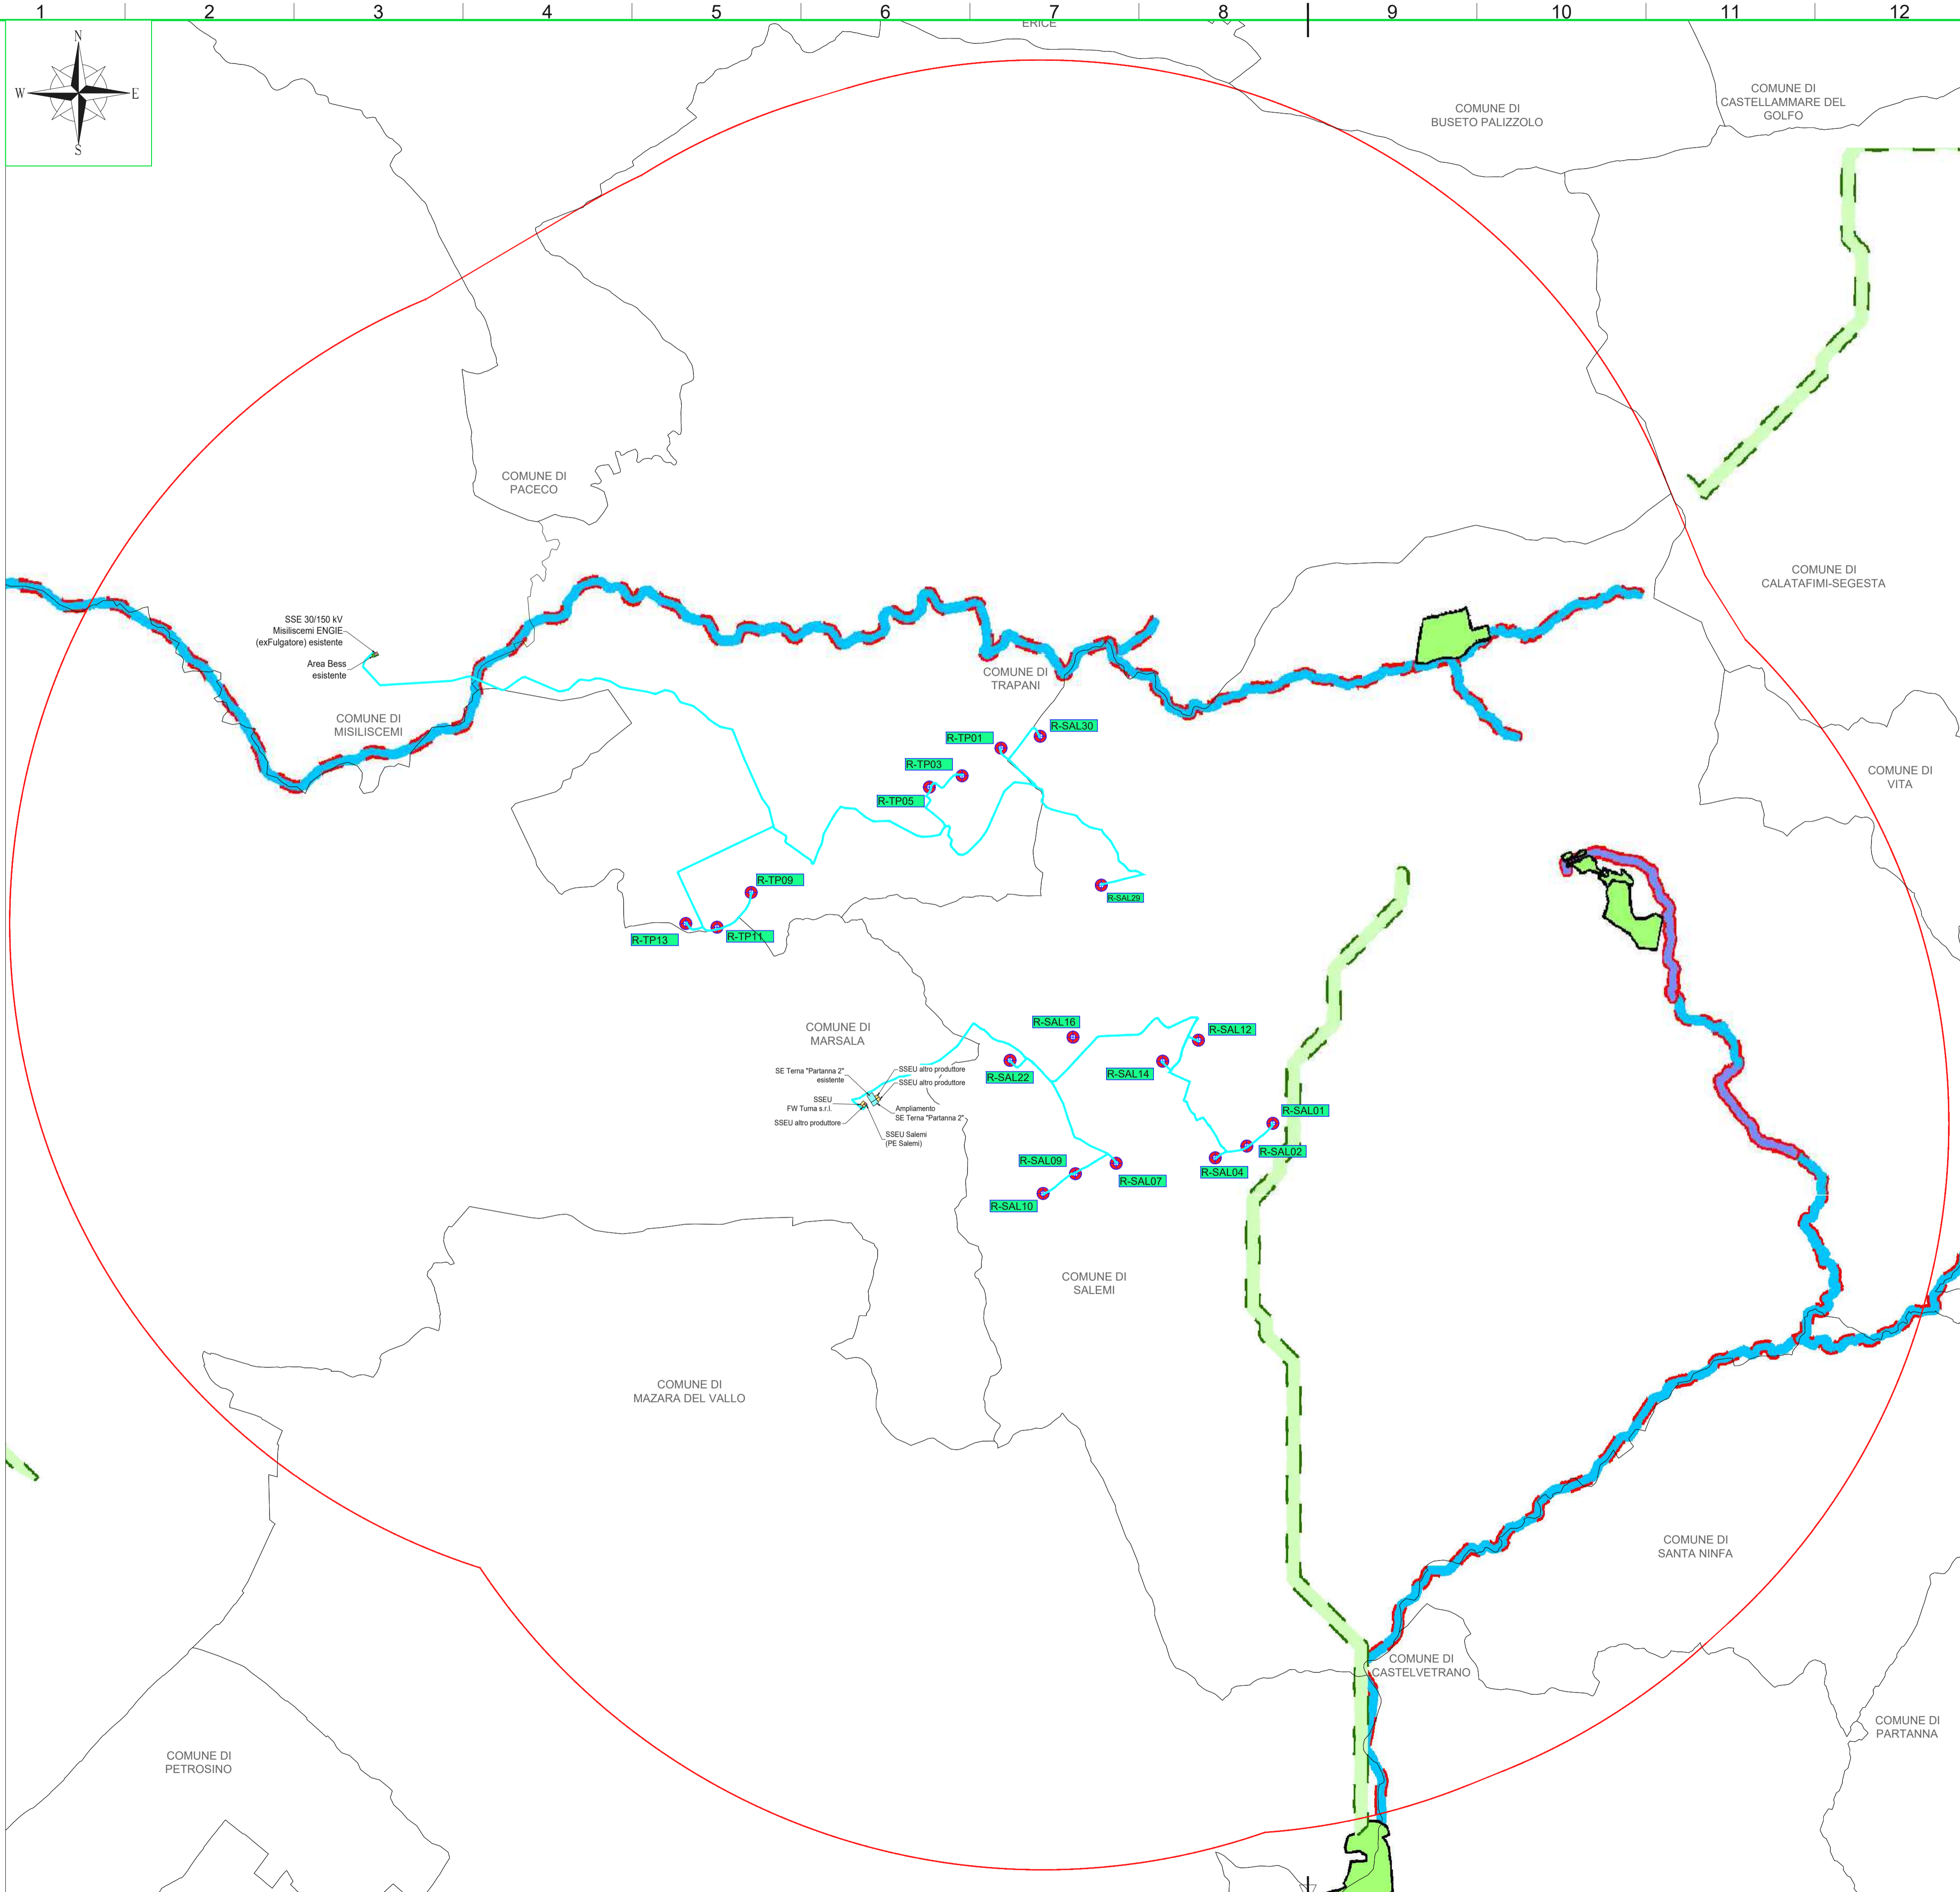 1 2 3 4 5 6 7 8 9 10 11 12
N
W E
S
ERICE
COMUNE DI
BUSETO PALIZZOLO
COMUNE DI
CASTELLAMMARE DEL
GOLFO
COMUNE DI
PACECO
COMUNE DI
CALATAFIMI-SEGESTA
SSE 30/150 kV
Misiliscemi ENGIE
(exFulgatore) esistente
Area Bess
esistente
COMUNE DI
MISILISCEMI
COMUNE DI
TRAPANI
R-SAL30
R-TP01
R-TP03
R-TP05
COMUNE DI
VITA
R-TP09
R-SAL29
R-TP13
R-TP11
COMUNE DI
MARSALA
R-SAL16
R-SAL12
R-SAL22
R-SAL14
SE Terna "Partanna 2"
esistente
SSEU altro produttore
SSEU altro produttore
SSEU
FW Turna s.r.l.
SSEU altro produttore
Ampliamento
SE Terna "Partanna 2"
SSEU Salemi
(PE Salemi)
R-SAL01
R-SAL02
R-SAL04
R-SAL09
R-SAL07
R-SAL10
COMUNE DI
SALEMI
COMUNE DI
MAZARA DEL VALLO
COMUNE DI
SANTA NINFA
COMUNE DI
CASTELVETRANO
COMUNE DI
PARTANNA
COMUNE DI
PETROSINO